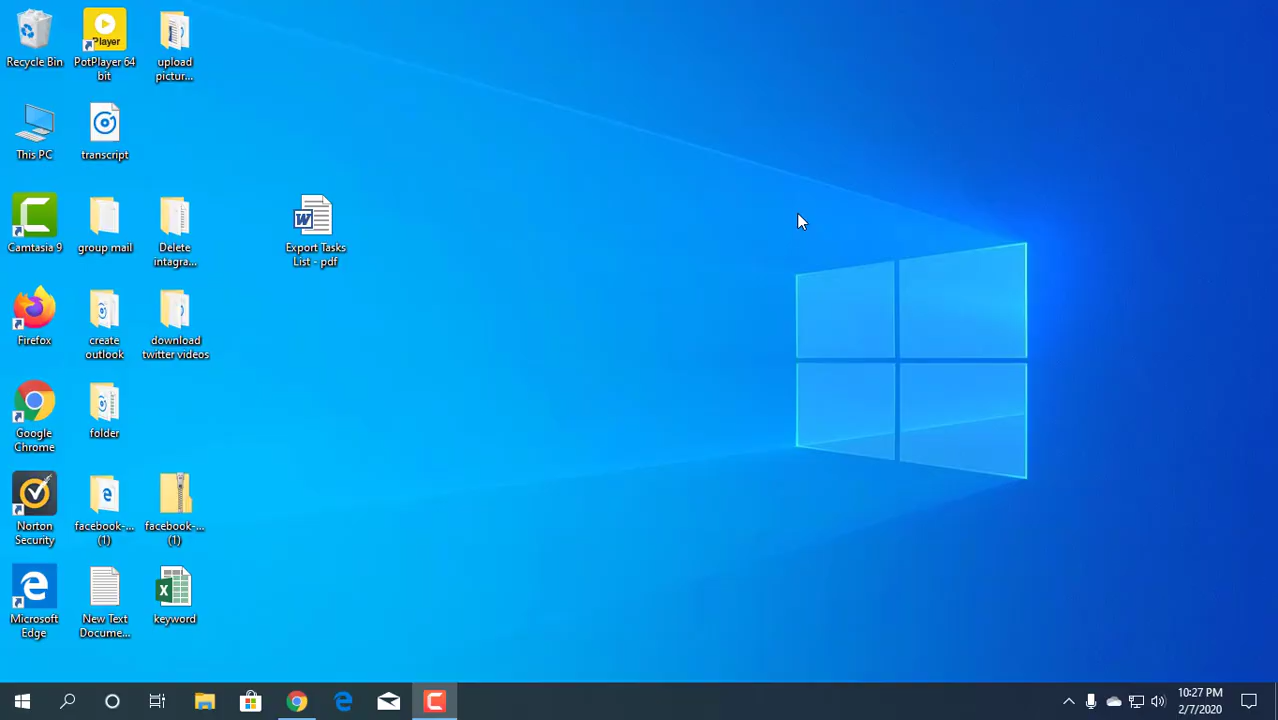 Recycle Bin
Player
PotPlayer 64
bit
upload
pictur...
This PC
transcript
Camtasia 9
group mail
Delete
intagra...
W
Export Tasks
List - pdf
Firefox
create
outlook
download
twitter videos
Google
Chrome
folder
Norton
Security
facebook-...
(1)
facebook-...
(1)
Microsoft
Edge
New Text
Docume...
X
keyword
10:27 PM
2/7/2020